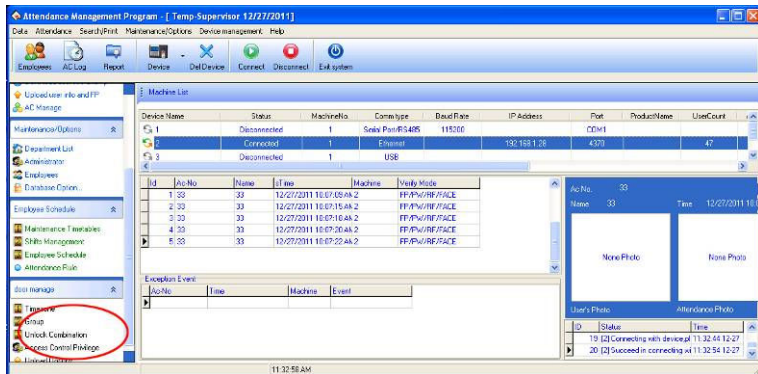 Attendance Management Program - [ Temp-Supervisor 12/27/2011]
Data Attendance Search/Print Maintenance/Options Device management Help
Employees AC Log Report Device Del Device Connect Disconnect Exit system
Upload user info and FP
AC Manage
Maintenance/Options
Department List
Administrator
Employees
Database Option...
Employee Schedule
Maintenance Timetables
Shifts Management
Employee Schedule
Attendance Rule
door manage
Timezone
Group
Unlock Combination
Access Control Privilege
Upload Options
Machine List
Device Name Status MachineNo. Comm type Baud Rate IP Address Port ProductName UserCount
1 Disconnected 1 Serial Port/RS485 115200 COM1
2 Connected 1 Ethernet 192.168.1.28 4370 47
3 Disconnected 1 USB
Id Ac-No Name sTime Machine Verify Mode
1 33 33 12/27/2011 10:07:09 AM 2 FP/PW/RF/FACE
2 33 33 12/27/2011 10:07:15 AM 2 FP/PW/RF/FACE
3 33 33 12/27/2011 10:07:18 AM 2 FP/PW/RF/FACE
4 33 33 12/27/2011 10:07:20 AM 2 FP/PW/RF/FACE
5 33 33 12/27/2011 10:07:22 AM 2 FP/PW/RF/FACE
Exception Event
Ac-No Time Machine Event
Ac No. 33
Name 33 Time 12/27/2011 10:0
None Photo None Photo
User's Photo Attendance Photo
ID Status Time
19 [2]Connecting with device,pl 11:32:44 12-27
20 [2]Succeed in connecting wi 11:32:54 12-27
11:32:58 AM